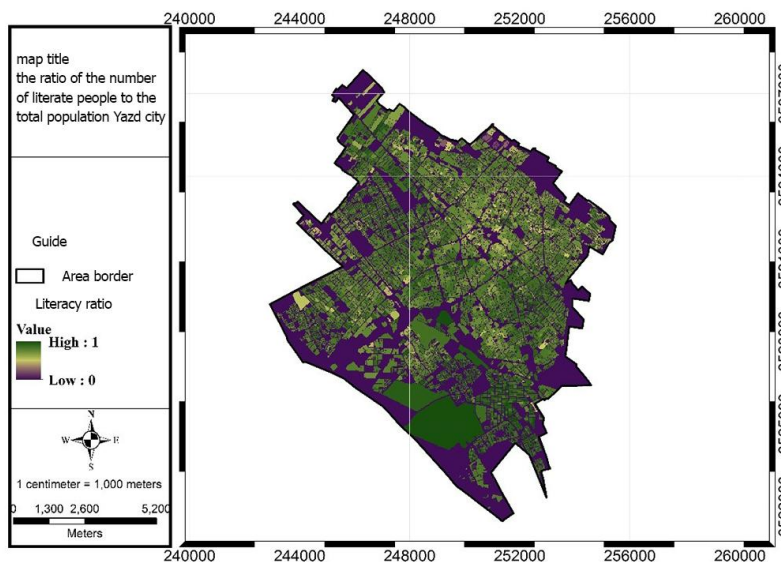 240000 244000 248000 252000 256000 260000
map title
the ratio of the number
of literate people to the
total population Yazd city
Guide
Area border
Literacy ratio
Value
High : 1
Low : 0
N
W E
S
1 centimeter = 1,000 meters
0 1,300 2,600 5,200
Meters
240000 244000 248000 252000 256000 260000